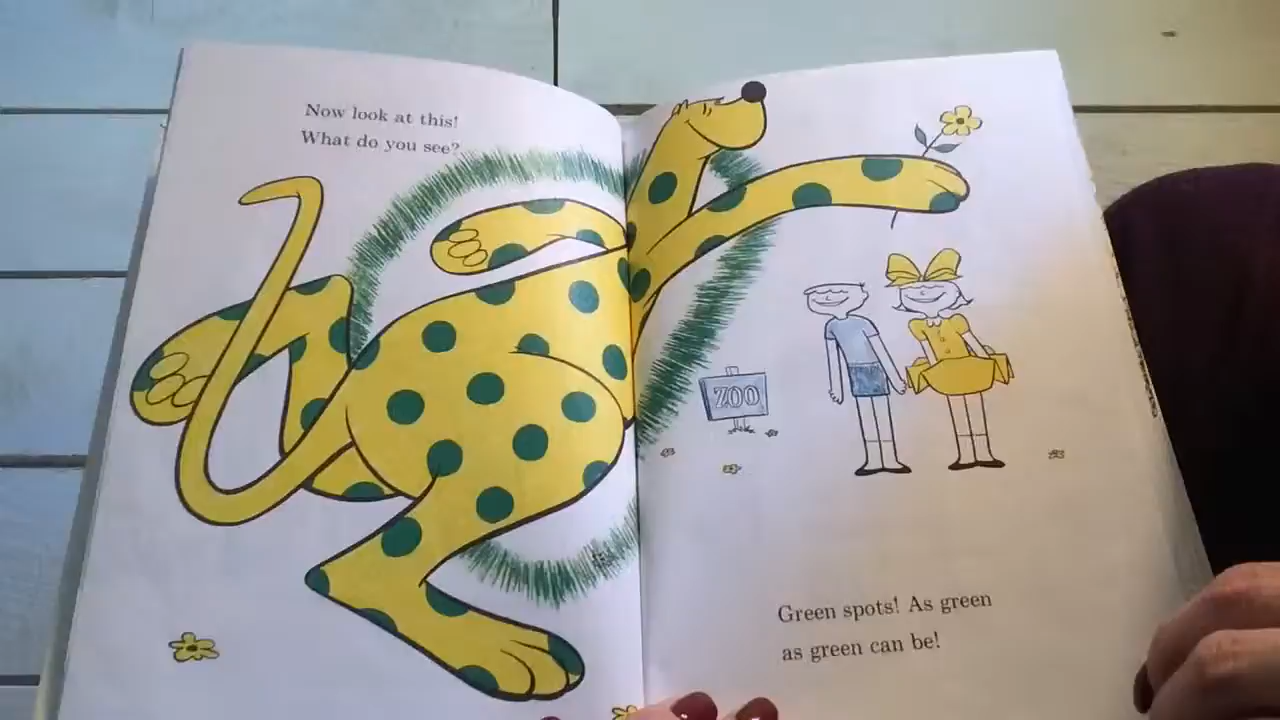 Now look at this!
What do you see?
ZOO
Green spots! As green
as green can be!